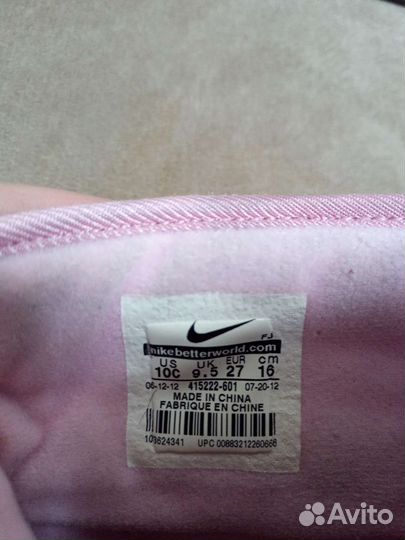 FJ
nikebetterworld.com
US UK EUR cm
10C 9.5 27 16
06-12-12 415222-601 07-20-12
MADE IN CHINA
FABRIQUE EN CHINE
UPC 00883212260666
Avito